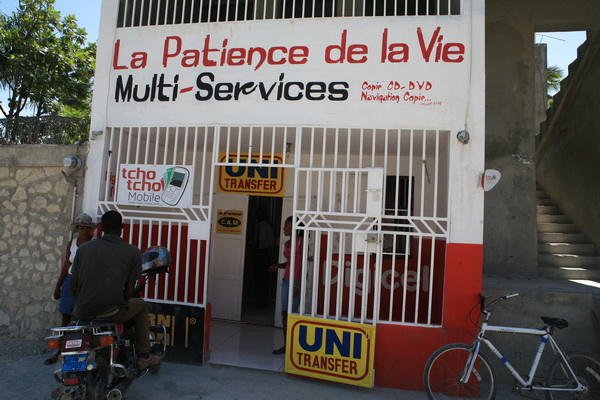 La Patience de la Vie
Multi-Services
Copie CD-DVD
Navigation Copie...
UNI
TRANSFER
tcho
tcho
Mobile
C.A.M
Digicel
UNI
TRANSFER